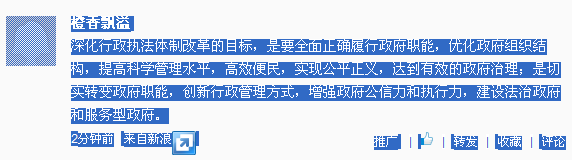 橙香飘溢
深化行政执法体制改革的目标，是要全面正确履行政府职能，优化政府组织结
构，提高科学管理水平，高效便民，实现公平正义，达到有效的政府治理；是切
实转变政府职能，创新行政管理方式，增强政府公信力和执行力，建设法治政府
和服务型政府。
2分钟前 来自新浪 推广 | | 转发 | 收藏 | 评论